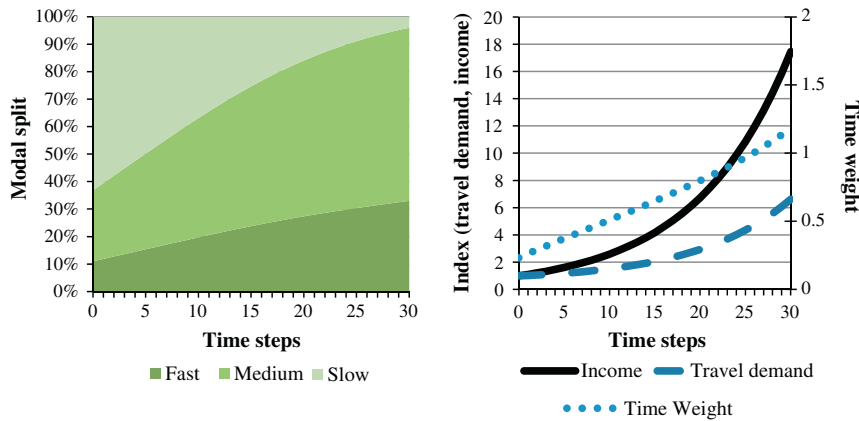 100%
90%
80%
70%
60%
50%
40%
30%
20%
10%
0%
Modal split
0 5 10 15 20 25 30
Time steps
Fast Medium Slow
20
18
16
14
12
10
8
6
4
2
0
Index (travel demand, income)
2
1.5
1
0.5
0
Time weight
0 5 10 15 20 25 30
Time steps
Income Travel demand
Time Weight